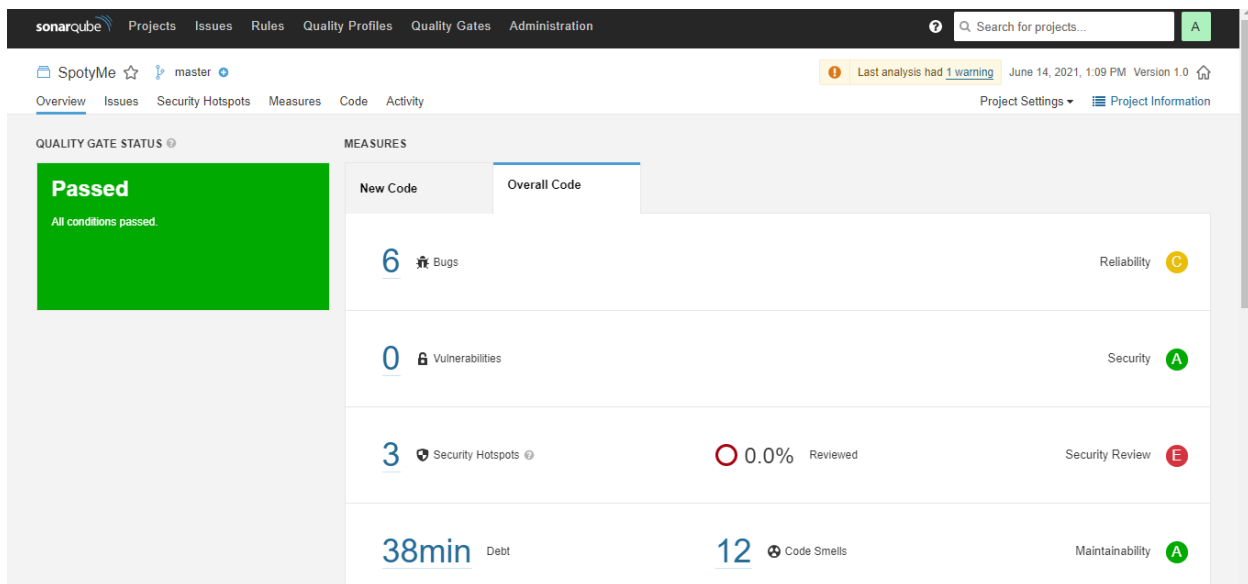 sonarqube Projects Issues Rules Quality Profiles Quality Gates Administration ? Search for projects... A
SpotyMe master Last analysis had 1 warning June 14, 2021, 1:09 PM Version 1.0
Overview Issues Security Hotspots Measures Code Activity Project Settings Project Information
QUALITY GATE STATUS ? MEASURES
Passed
All conditions passed.
New Code Overall Code
6 Bugs Reliability C
0 Vulnerabilities Security A
3 Security Hotspots ? 0.0% Reviewed Security Review E
38min Debt 12 Code Smells Maintainability A